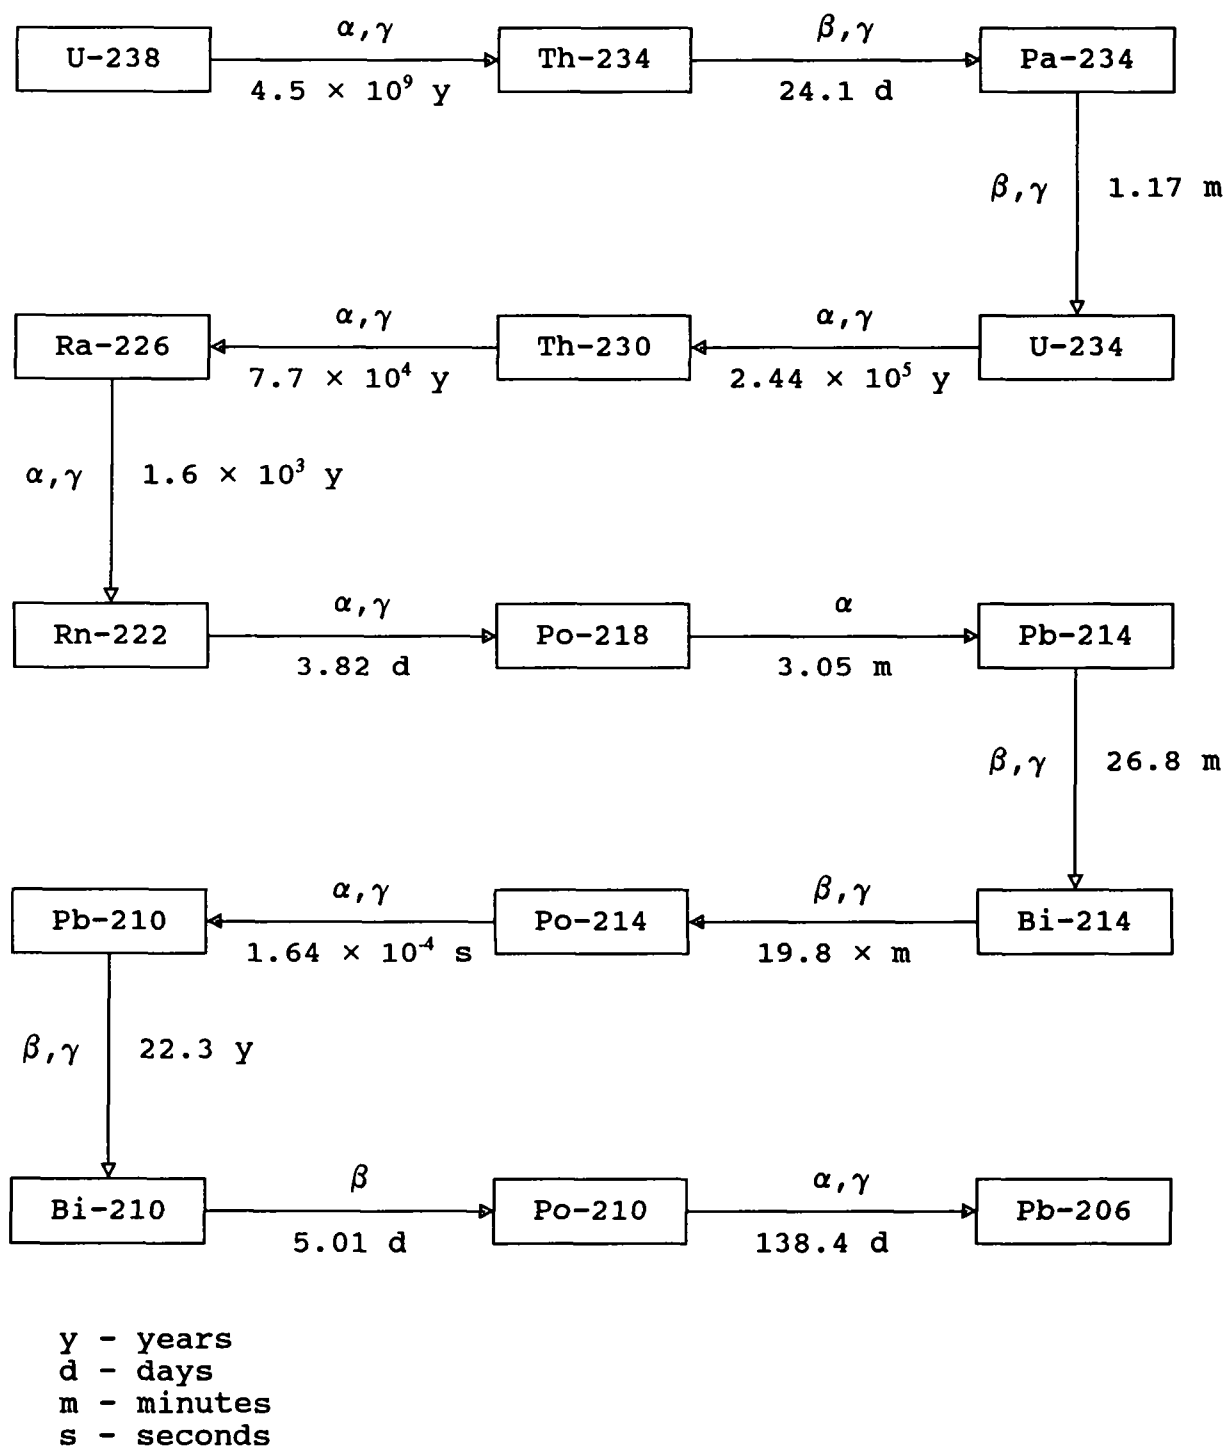 α,γ
β,γ
U-238
Th-234
Pa-234
4.5 × 10⁹ y
24.1 d
β,γ
1.17 m
α,γ
α,γ
Ra-226
Th-230
U-234
7.7 × 10⁴ y
2.44 × 10⁵ y
α,γ
1.6 × 10³ y
α,γ
α
Rn-222
Po-218
Pb-214
3.82 d
3.05 m
β,γ
26.8 m
α,γ
β,γ
Pb-210
Po-214
Bi-214
1.64 × 10⁻⁴ s
19.8 × m
β,γ
22.3 y
β
α,γ
Bi-210
Po-210
Pb-206
5.01 d
138.4 d
y - years
d - days
m - minutes
s - seconds